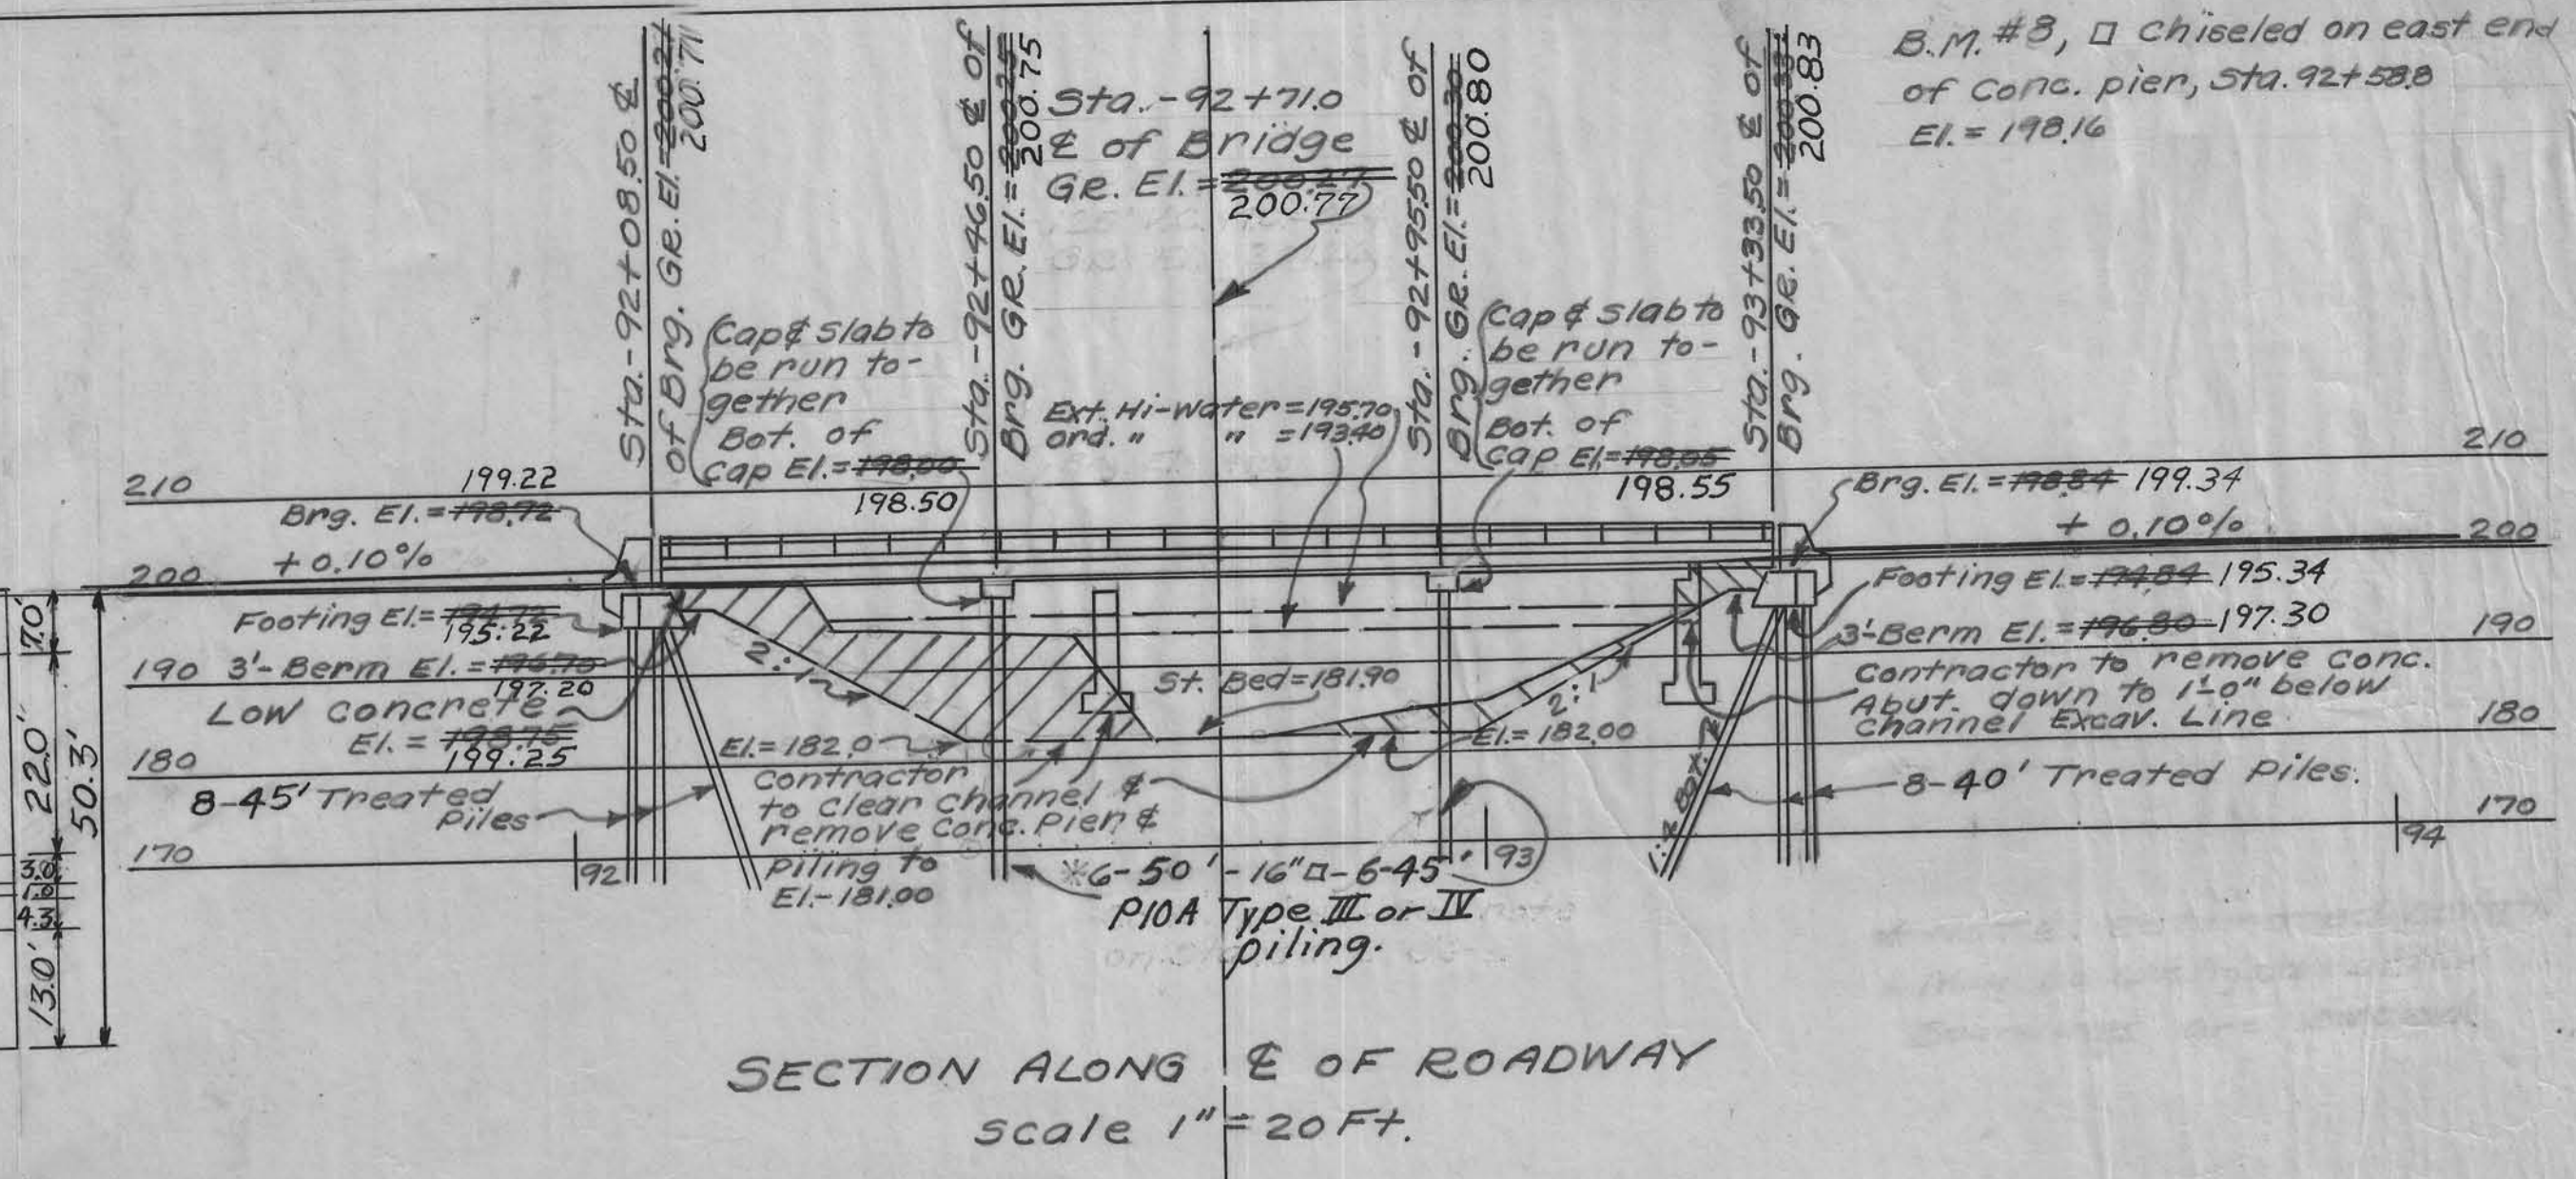 B.M. #8, □ Chiseled on east end
of Conc. pier, Sta. 92+58.8
El. = 198.16
Sta.-92+08.50 ℄
of Brg. GR. El.=200.21
200.71
Sta.-92+46.50 ℄ of
Brg. GR. El.=200.25
200.75
Sta.-92+71.0
℄ of Bridge
GR. El.=200.27
200.77
Sta.-92+95.50 ℄ of
Brg. GR. El.=200.30
200.80
Sta.-93+33.50 ℄ of
Brg. GR. El.=
200.83
Cap & Slab to
be run to-
gether
Bot. of
Cap El.=198.00
198.50
Ext. Hi-water=195.70
ord. " " =193.40
Cap & Slab to
be run to-
gether
Bot. of
Cap El.=198.05
198.55
210
210
199.22
Brg. El.=198.72
+0.10%
200
Brg. El.=198.84 199.34
+ 0.10%
200
Footing El.=194.72
195.22
190 3'-Berm El.=196.70
197.20
Low concrete
El. = 198.75
199.25
180
8-45' Treated
Piles
170
Footing El.=194.84 195.34
3'-Berm El.=196.80 197.30
190
Contractor to remove conc.
Abut. down to 1'-0" below
Channel Excav. Line
180
8-40' Treated Piles.
170
2:1
St. Bed=181.90
2:1
El.=182.0
El.=182.00
Contractor
to clear channel &
remove Conc. Pier &
piling to
El.-181.00
92
93
94
※6-50'-16"□-6-45'
P10A Type III or IV
piling.
7.0'
22.0"
50.3'
3.0
1.0
4.3
13.0'
SECTION ALONG ℄ OF ROADWAY
scale 1"=20 Ft.